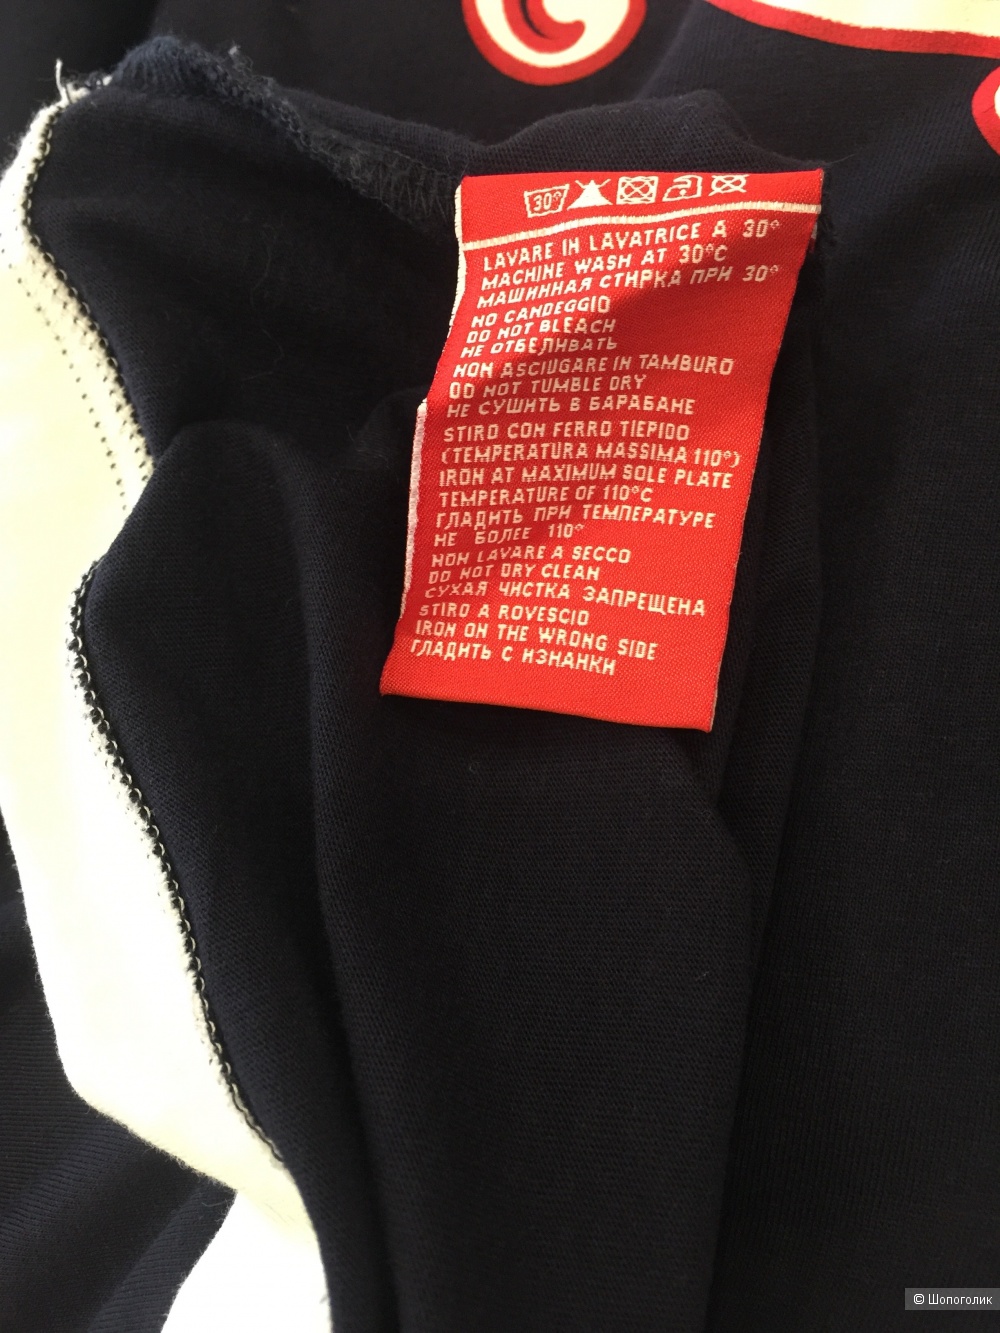 30°
LAVARE IN LAVATRICE A 30°
MACHINE WASH AT 30°C
МАШИННАЯ СТИРКА ПРИ 30°
NO CANDEGGIO
DO NOT BLEACH
НЕ ОТБЕЛИВАТЬ
NON ASCIUGARE IN TAMBURO
DO NOT TUMBLE DRY
НЕ СУШИТЬ В БАРАБАНЕ
STIRO CON FERRO TIEPIDO
(TEMPERATURA MASSIMA 110°)
IRON AT MAXIMUM SOLE PLATE
TEMPERATURE OF 110°C
ГЛАДИТЬ ПРИ ТЕМПЕРАТУРЕ
НЕ БОЛЕЕ 110°
NON LAVARE A SECCO
DO NOT DRY CLEAN
СУХАЯ ЧИСТКА ЗАПРЕЩЕНА
STIRO A ROVESCIO
IRON ON THE WRONG SIDE
ГЛАДИТЬ С ИЗНАНКИ
© Шопоголик